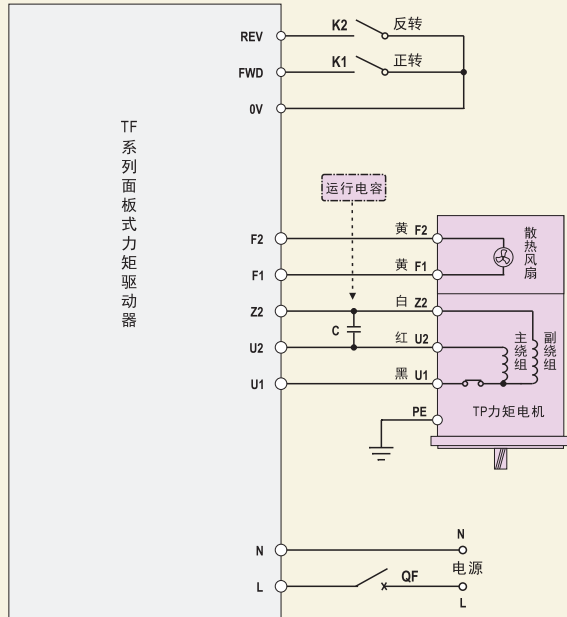 REV K2 反转
FWD K1 正转
0V
TF系列面板式力矩驱动器
运行电容
F2 黄 F2
F1 黄 F1
散热风扇
Z2 白 Z2
C
U2 红 U2
U1 黑 U1
主绕组
副绕组
PE
TP力矩电机
N N
电源
L QF
L